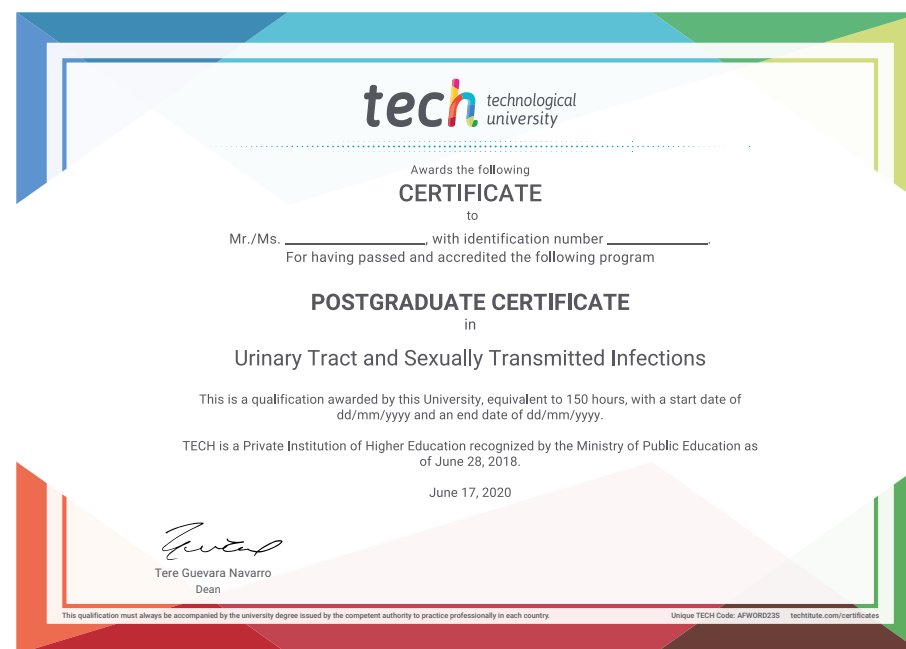 tech technological
university
Awards the following
CERTIFICATE
to
Mr./Ms. ____________, with identification number ____________.
For having passed and accredited the following program
POSTGRADUATE CERTIFICATE
in
Urinary Tract and Sexually Transmitted Infections
This is a qualification awarded by this University, equivalent to 150 hours, with a start date of
dd/mm/yyyy and an end date of dd/mm/yyyy.
TECH is a Private Institution of Higher Education recognized by the Ministry of Public Education as
of June 28, 2018.
June 17, 2020
Tere Guevara Navarro
Dean
This qualification must always be accompanied by the university degree issued by the competent authority to practice professionally in each country.
Unique TECH Code: AFWORD23S techtitute.com/certificates